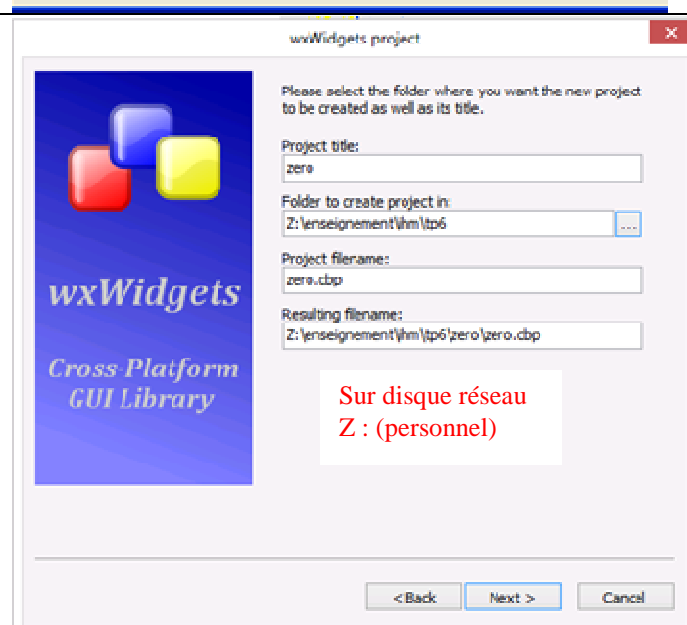 wxWidgets project
Please select the folder where you want the new project
to be created as well as its title.
Project title:
zero
Folder to create project in:
Z:\enseignement\ihm\tp6
...
Project filename:
zero.cbp
Resulting filename:
Z:\enseignement\ihm\tp6\zero\zero.cbp
wxWidgets
Cross-Platform
GUI Library
Sur disque réseau
Z : (personnel)
<Back
Next >
Cancel